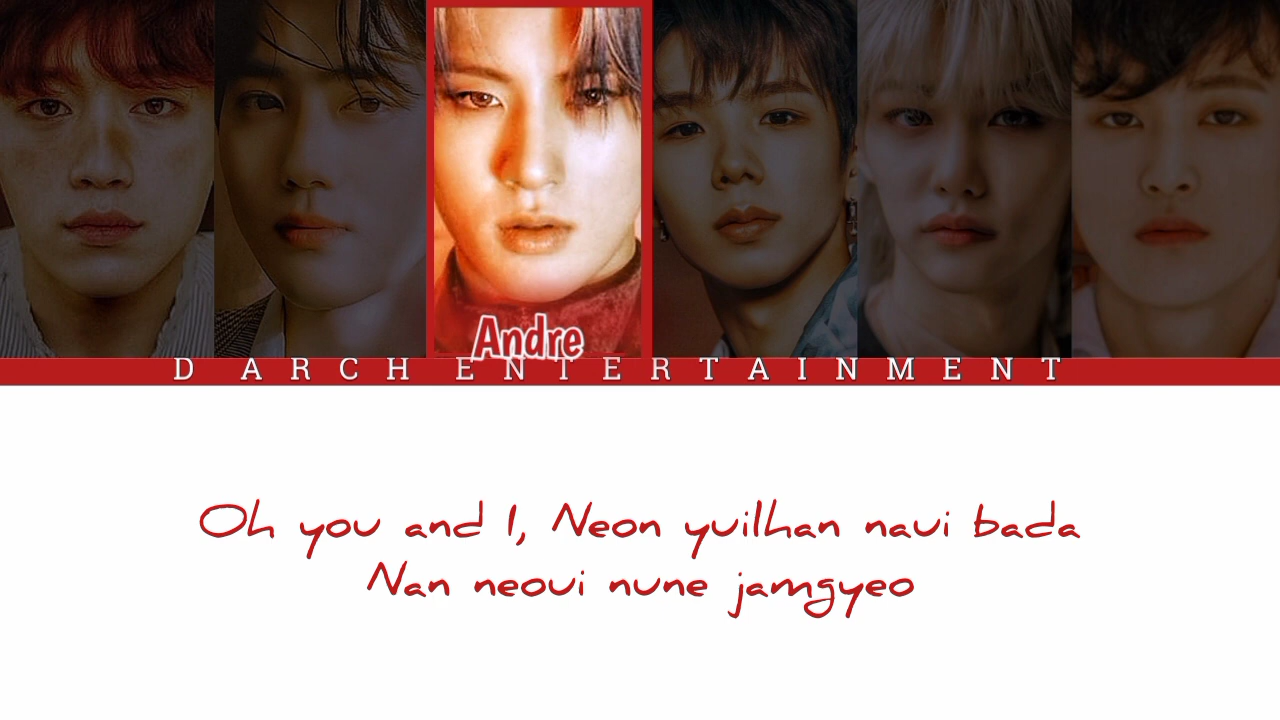 Andre
D ARCH ENTERTAINMENT
Oh you and I, Neon yuilhan naui bada
Nan neoui nune jamgyeo